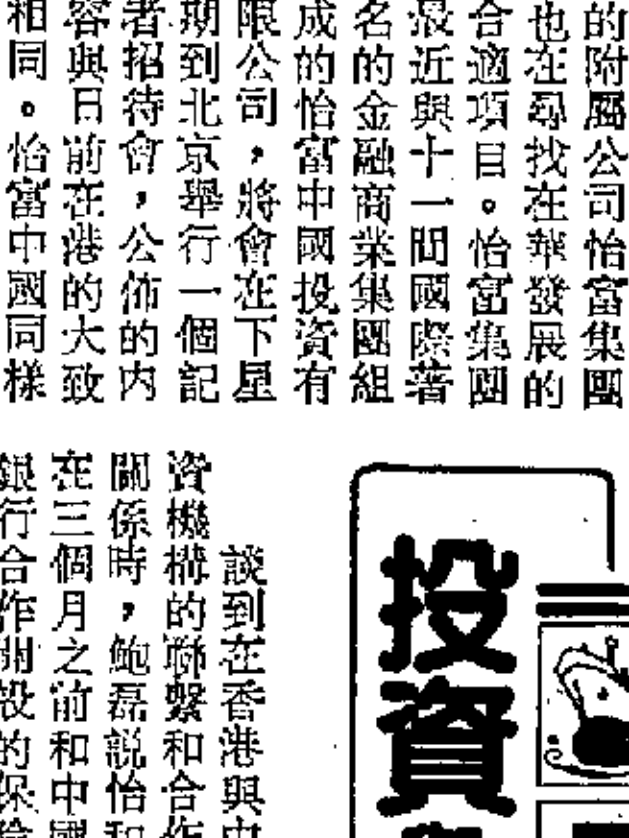 的附屬公司怡富集團
也在尋找在華發展的
合適項目。怡富集團
最近與十一間國際著
名的金融商業集團組
成的怡富中國投資有
限公司，將會在下星
期到北京舉行一個記
者招待會，公佈的內
容與日前在港的大致
相同。怡富中國同樣
投資
談到在香港與中
資機構的聯繫和合作
關係時，鮑磊説怡和
在三個月之前和中國
銀行合作開設的保險